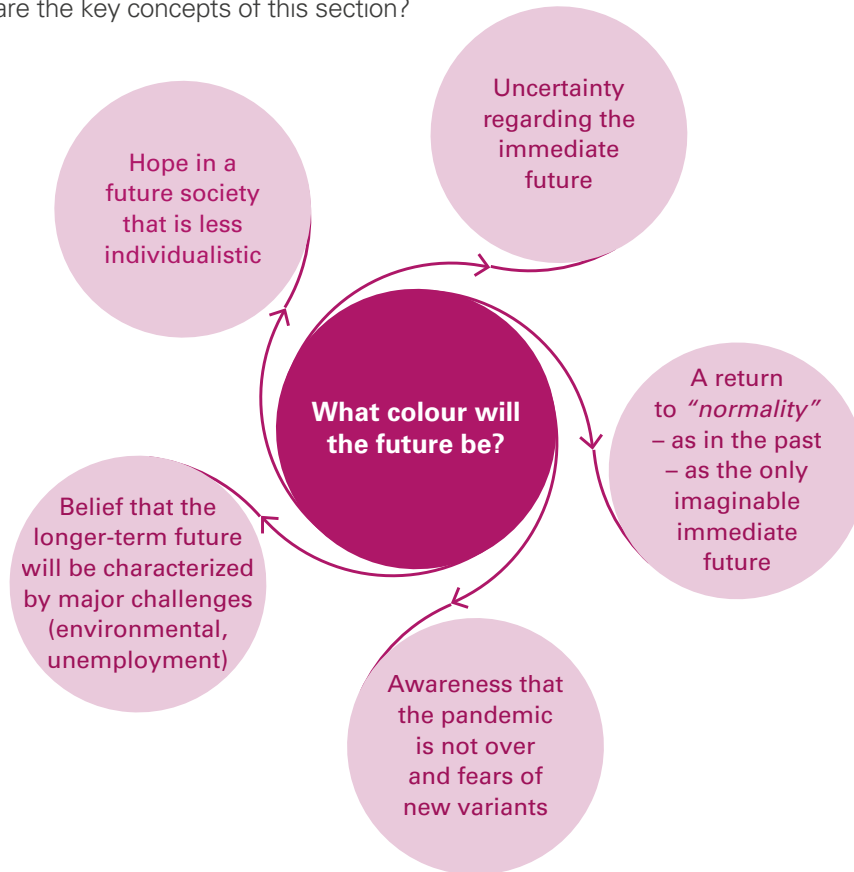 are the key concepts of this section?
Uncertainty
regarding the
immediate
future
Hope in a
future society
that is less
individualistic
What colour will
the future be?
A return
to “normality”
– as in the past
– as the only
imaginable
immediate
future
Belief that the
longer-term future
will be characterized
by major challenges
(environmental,
unemployment)
Awareness that
the pandemic
is not over
and fears of
new variants